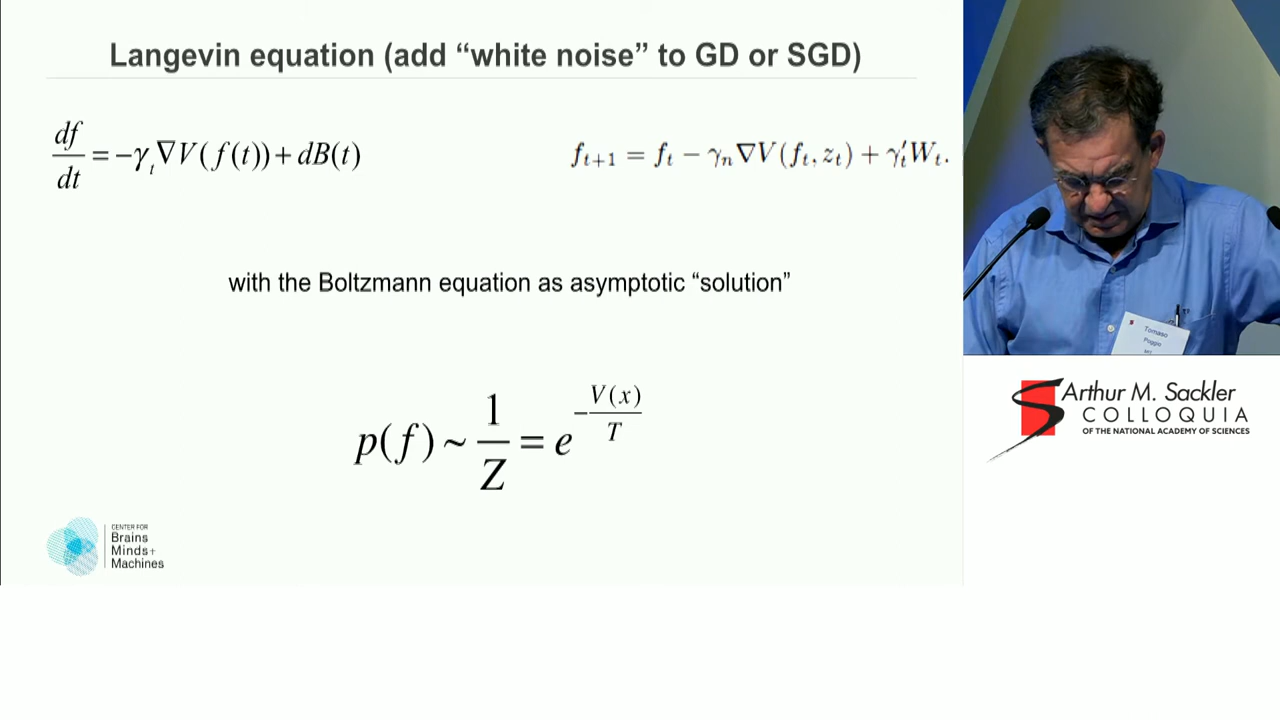 Langevin equation (add “white noise” to GD or SGD)
df/dt = −γ_t ∇V(f(t)) + dB(t)
f_{t+1} = f_t − γ_n ∇V(f_t, z_t) + γ′_t W_t.
with the Boltzmann equation as asymptotic “solution”
p(f) ~ 1/Z = e^{−V(x)/T}
CENTER FOR
Brains
Minds+
Machines
Tomaso
Poggio
Arthur M. Sackler
COLLOQUIA
OF THE NATIONAL ACADEMY OF SCIENCES